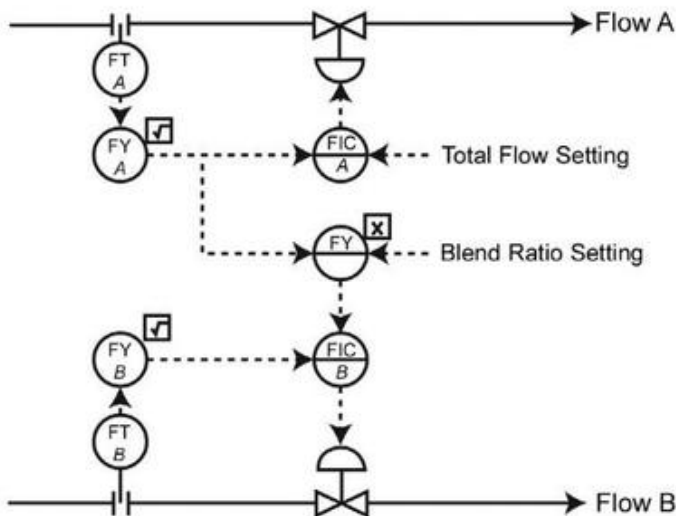 Flow A
FT
A
FY
A
√
FIC
A
Total Flow Setting
FY
X
Blend Ratio Setting
FY
B
√
FIC
B
FT
B
Flow B